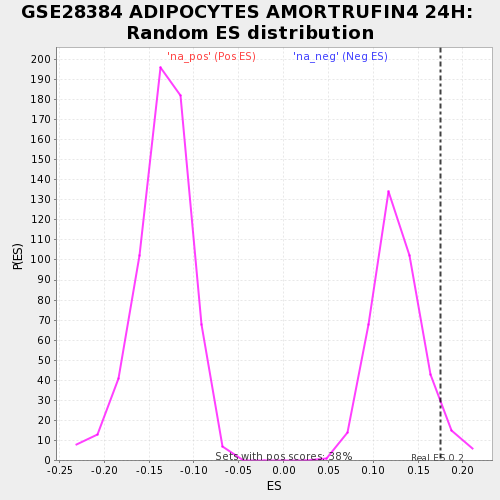 GSE28384 ADIPOCYTES AMORTRUFIN4 24H:
Random ES distribution
'na_pos' (Pos ES) 'na_neg' (Neg ES)
200
190
180
170
160
150
140
130
120
110
100
90
80
70
60
50
40
30
20
10
0
P(ES)
Sets with pos scores: 38%
Real ES 0.2
-0.25 -0.20 -0.15 -0.10 -0.05 0.00 0.05 0.10 0.15 0.20
ES